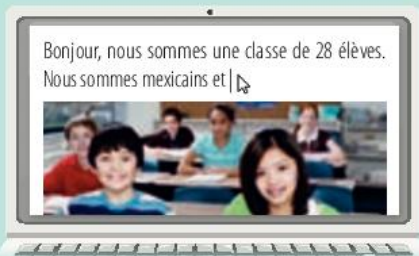 Bonjour, nous sommes une classe de 28 élèves.
Nous sommes mexicains et